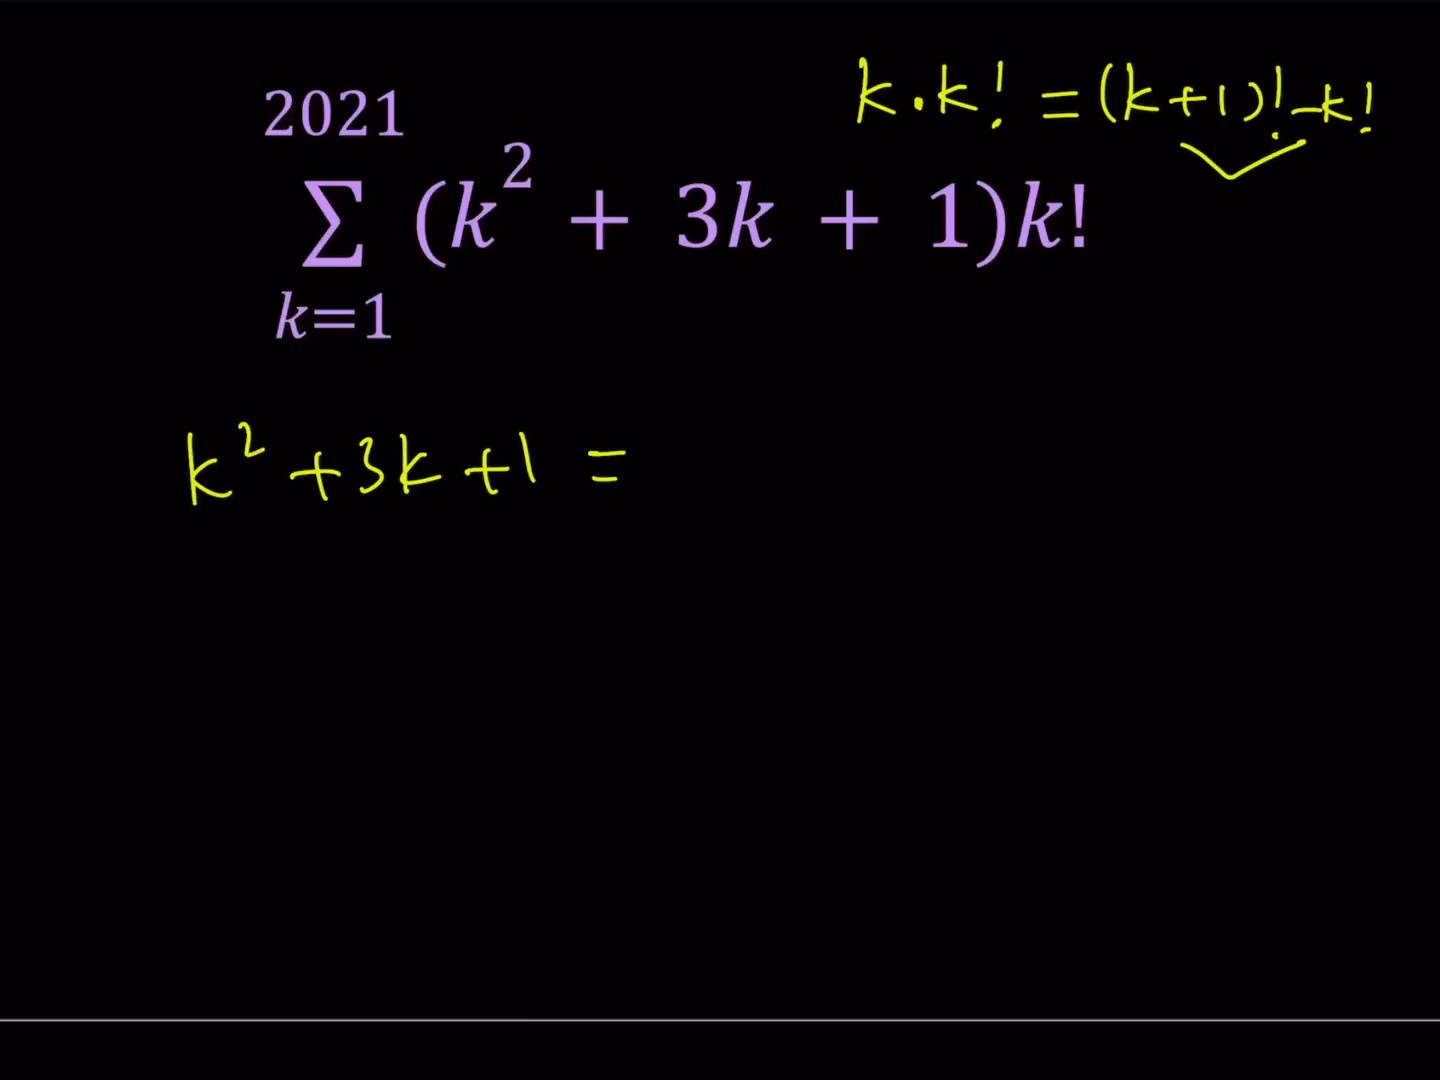 k · k! = (k+1)! – k!
2021
∑ (k² + 3k + 1)k!
k=1
k² + 3k + 1 =